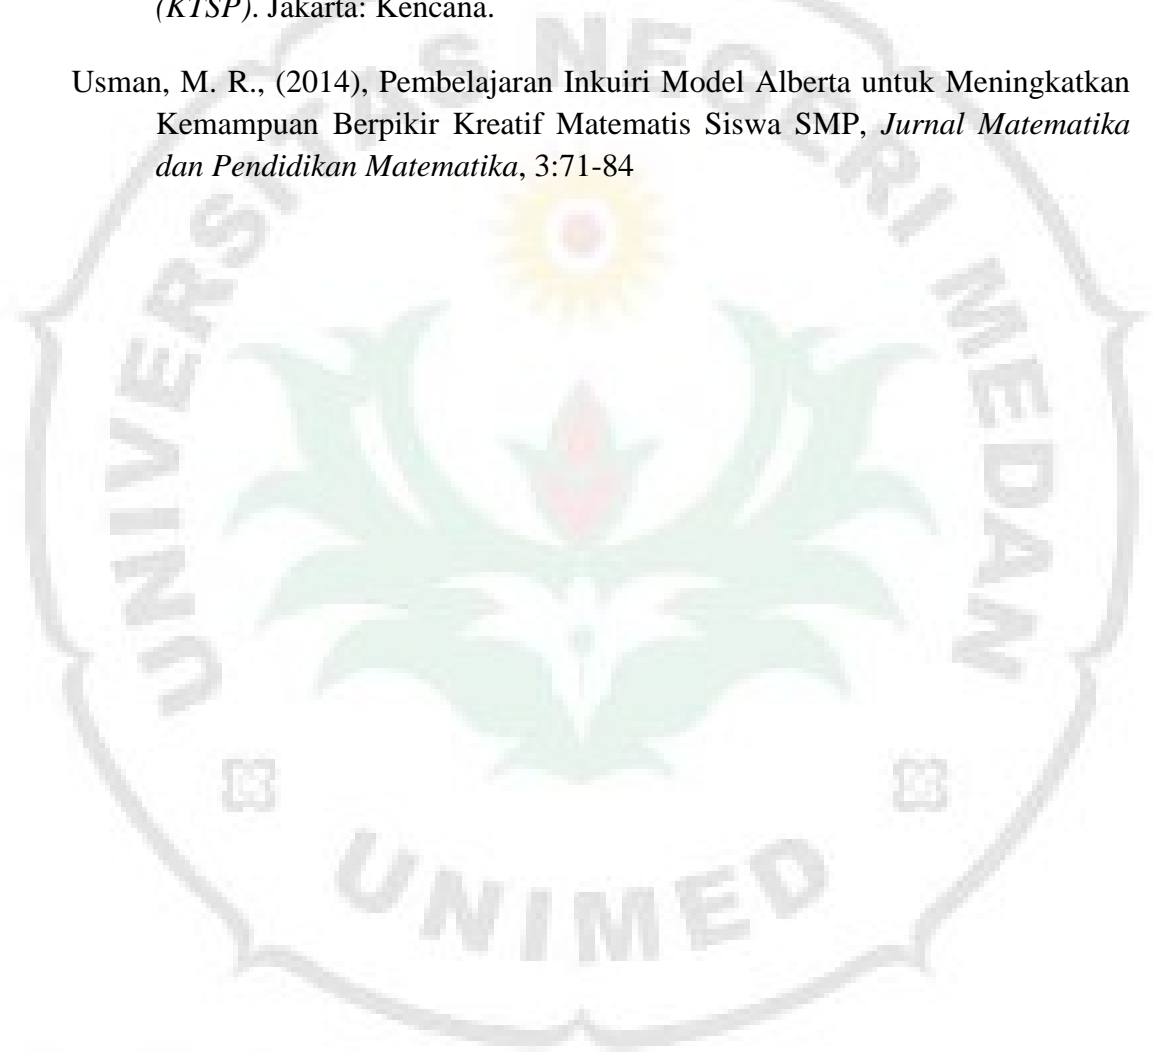 (KTSP). Jakarta: Kencana.
Usman, M. R., (2014), Pembelajaran Inkuiri Model Alberta untuk Meningkatkan
Kemampuan Berpikir Kreatif Matematis Siswa SMP, Jurnal Matematika
dan Pendidikan Matematika, 3:71-84
UNIVERSITAS NEGERI MEDAN
UNIMED